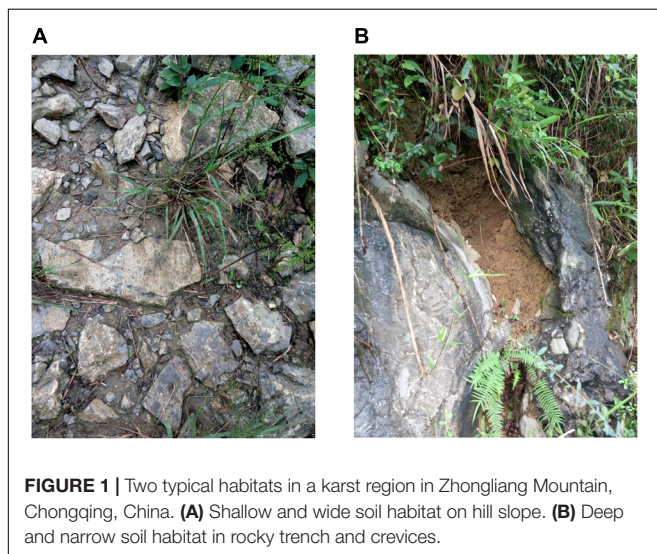 A
B
FIGURE 1 | Two typical habitats in a karst region in Zhongliang Mountain,
Chongqing, China. (A) Shallow and wide soil habitat on hill slope. (B) Deep
and narrow soil habitat in rocky trench and crevices.